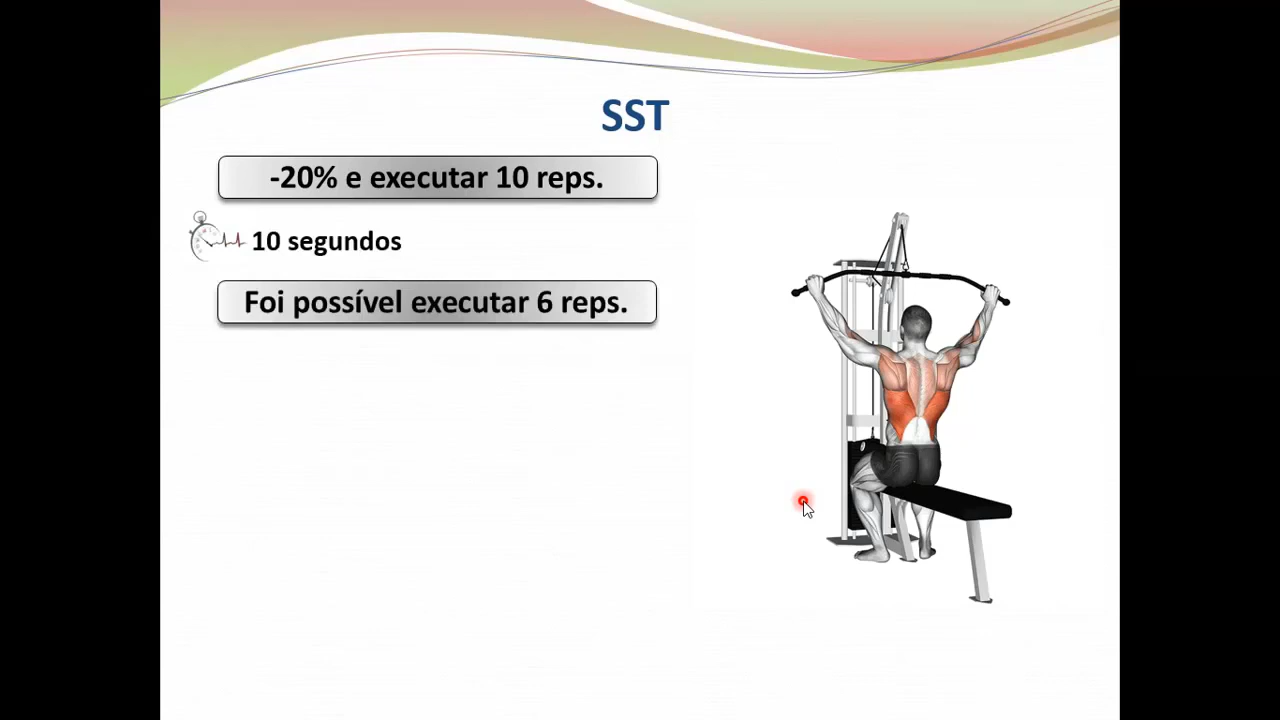 SST
-20% e executar 10 reps.
10 segundos
Foi possível executar 6 reps.